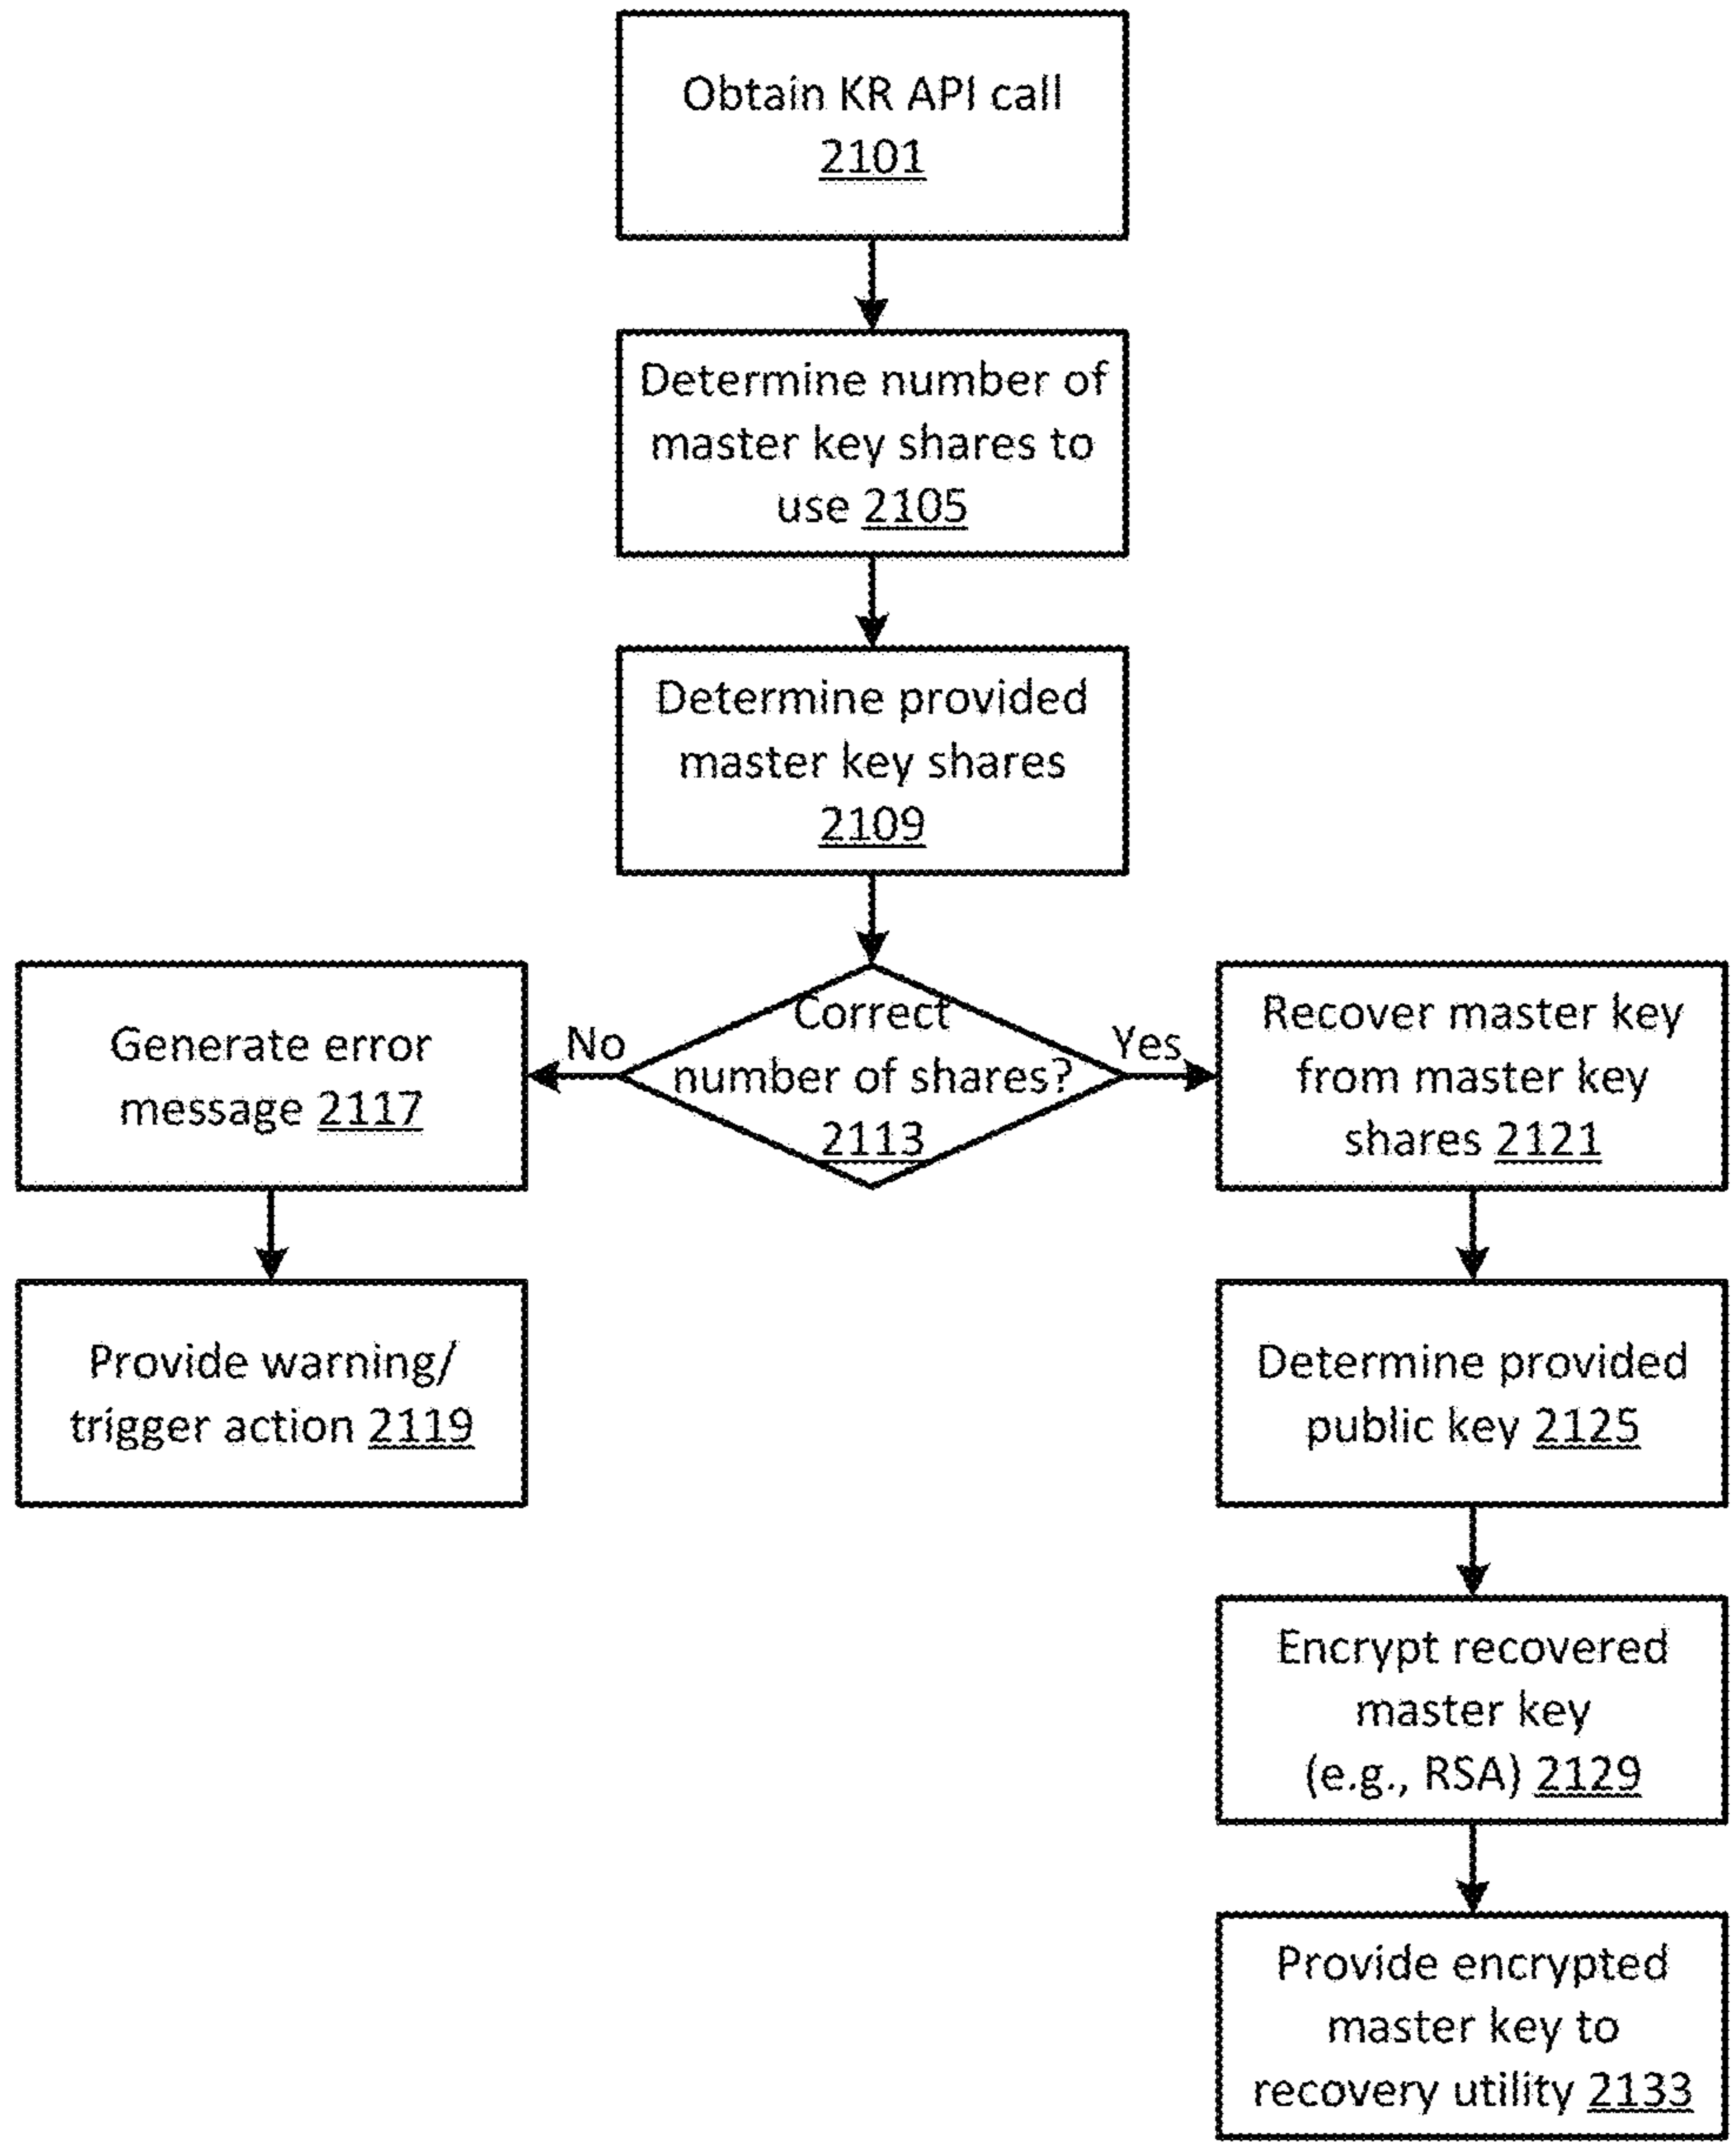 Obtain KR API call
2101
Determine number of
master key shares to
use 2105
Determine provided
master key shares
2109
Generate error
message 2117
No
Correct
number of shares?
2113
Yes
Recover master key
from master key
shares 2121
Provide warning/
trigger action 2119
Determine provided
public key 2125
Encrypt recovered
master key
(e.g., RSA) 2129
Provide encrypted
master key to
recovery utility 2133